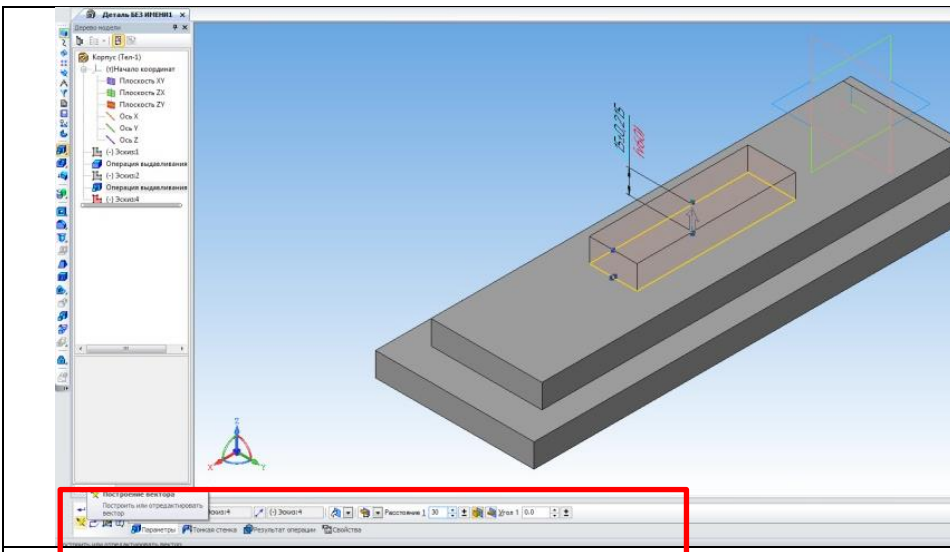 Деталь БЕЗ ИМЕНИ1
Дерево модели
Корпус (Тел-1)
(т)Начало координат
Плоскость XY
Плоскость ZX
Плоскость ZY
Ось X
Ось Y
Ось Z
(-) Эскиз:1
Операция выдавливания
(-) Эскиз:2
Операция выдавливания
(-) Эскиз:4
Z
X
Y
Построение вектора
Построить или отредактировать
вектор
(-) Эскиз:4
Расстояние 1 30
Угол 1 0.0
Параметры
Тонкая стенка
Результат операции
Свойства